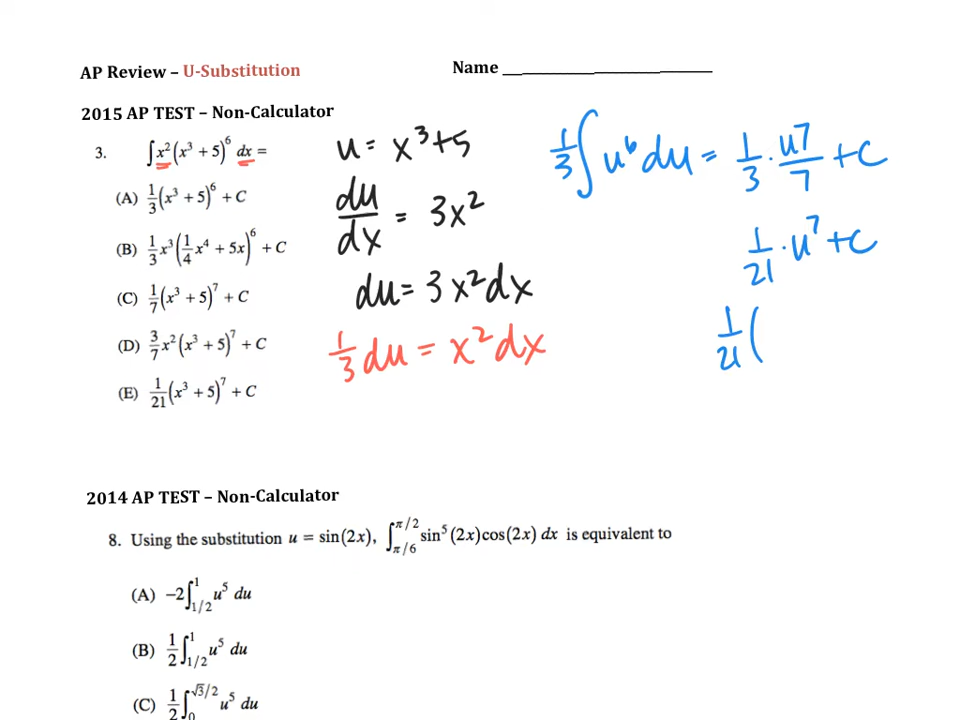 AP Review – U-Substitution
Name ____________________
2015 AP TEST – Non-Calculator
3. ∫x²(x³ + 5)⁶ dx =
(A) 1/3(x³ + 5)⁶ + C
(B) 1/3x³(1/4x⁴ + 5x)⁶ + C
(C) 1/7(x³ + 5)⁷ + C
(D) 3/7x²(x³ + 5)⁷ + C
(E) 1/21(x³ + 5)⁷ + C
u = x³+5
du/dx = 3x²
du = 3x²dx
1/3 du = x²dx
1/3 ∫u⁶du = 1/3 · u7/7 + C
1/21 · u⁷ + C
1/21 (
2014 AP TEST – Non-Calculator
8. Using the substitution u = sin(2x), ∫_{π/6}^{π/2} sin⁵(2x)cos(2x) dx is equivalent to
(A) −2∫_{1/2}^{1} u⁵ du
(B) 1/2 ∫_{1/2}^{1} u⁵ du
(C) 1/2 ∫_{0}^{√3/2} u⁵ du